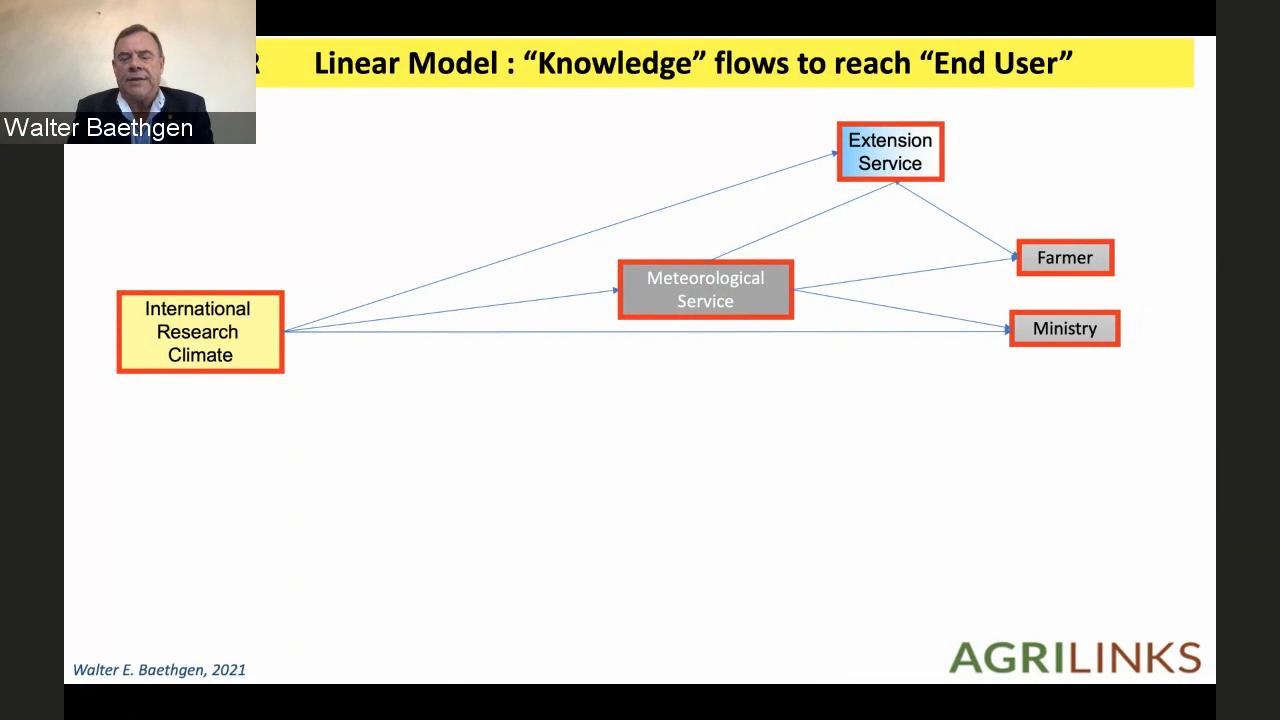 Linear Model : “Knowledge” flows to reach “End User”
Walter Baethgen
Extension
Service
Farmer
Meteorological
Service
International
Research
Climate
Ministry
Walter E. Baethgen, 2021
AGRILINKS